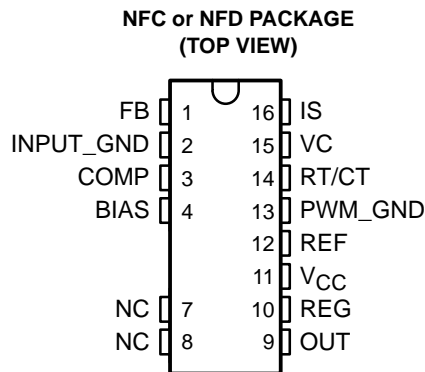 NFC or NFD PACKAGE
(TOP VIEW)
FB 1 16 IS
INPUT_GND 2 15 VC
COMP 3 14 RT/CT
BIAS 4 13 PWM_GND
12 REF
11 VCC
NC 7 10 REG
NC 8 9 OUT